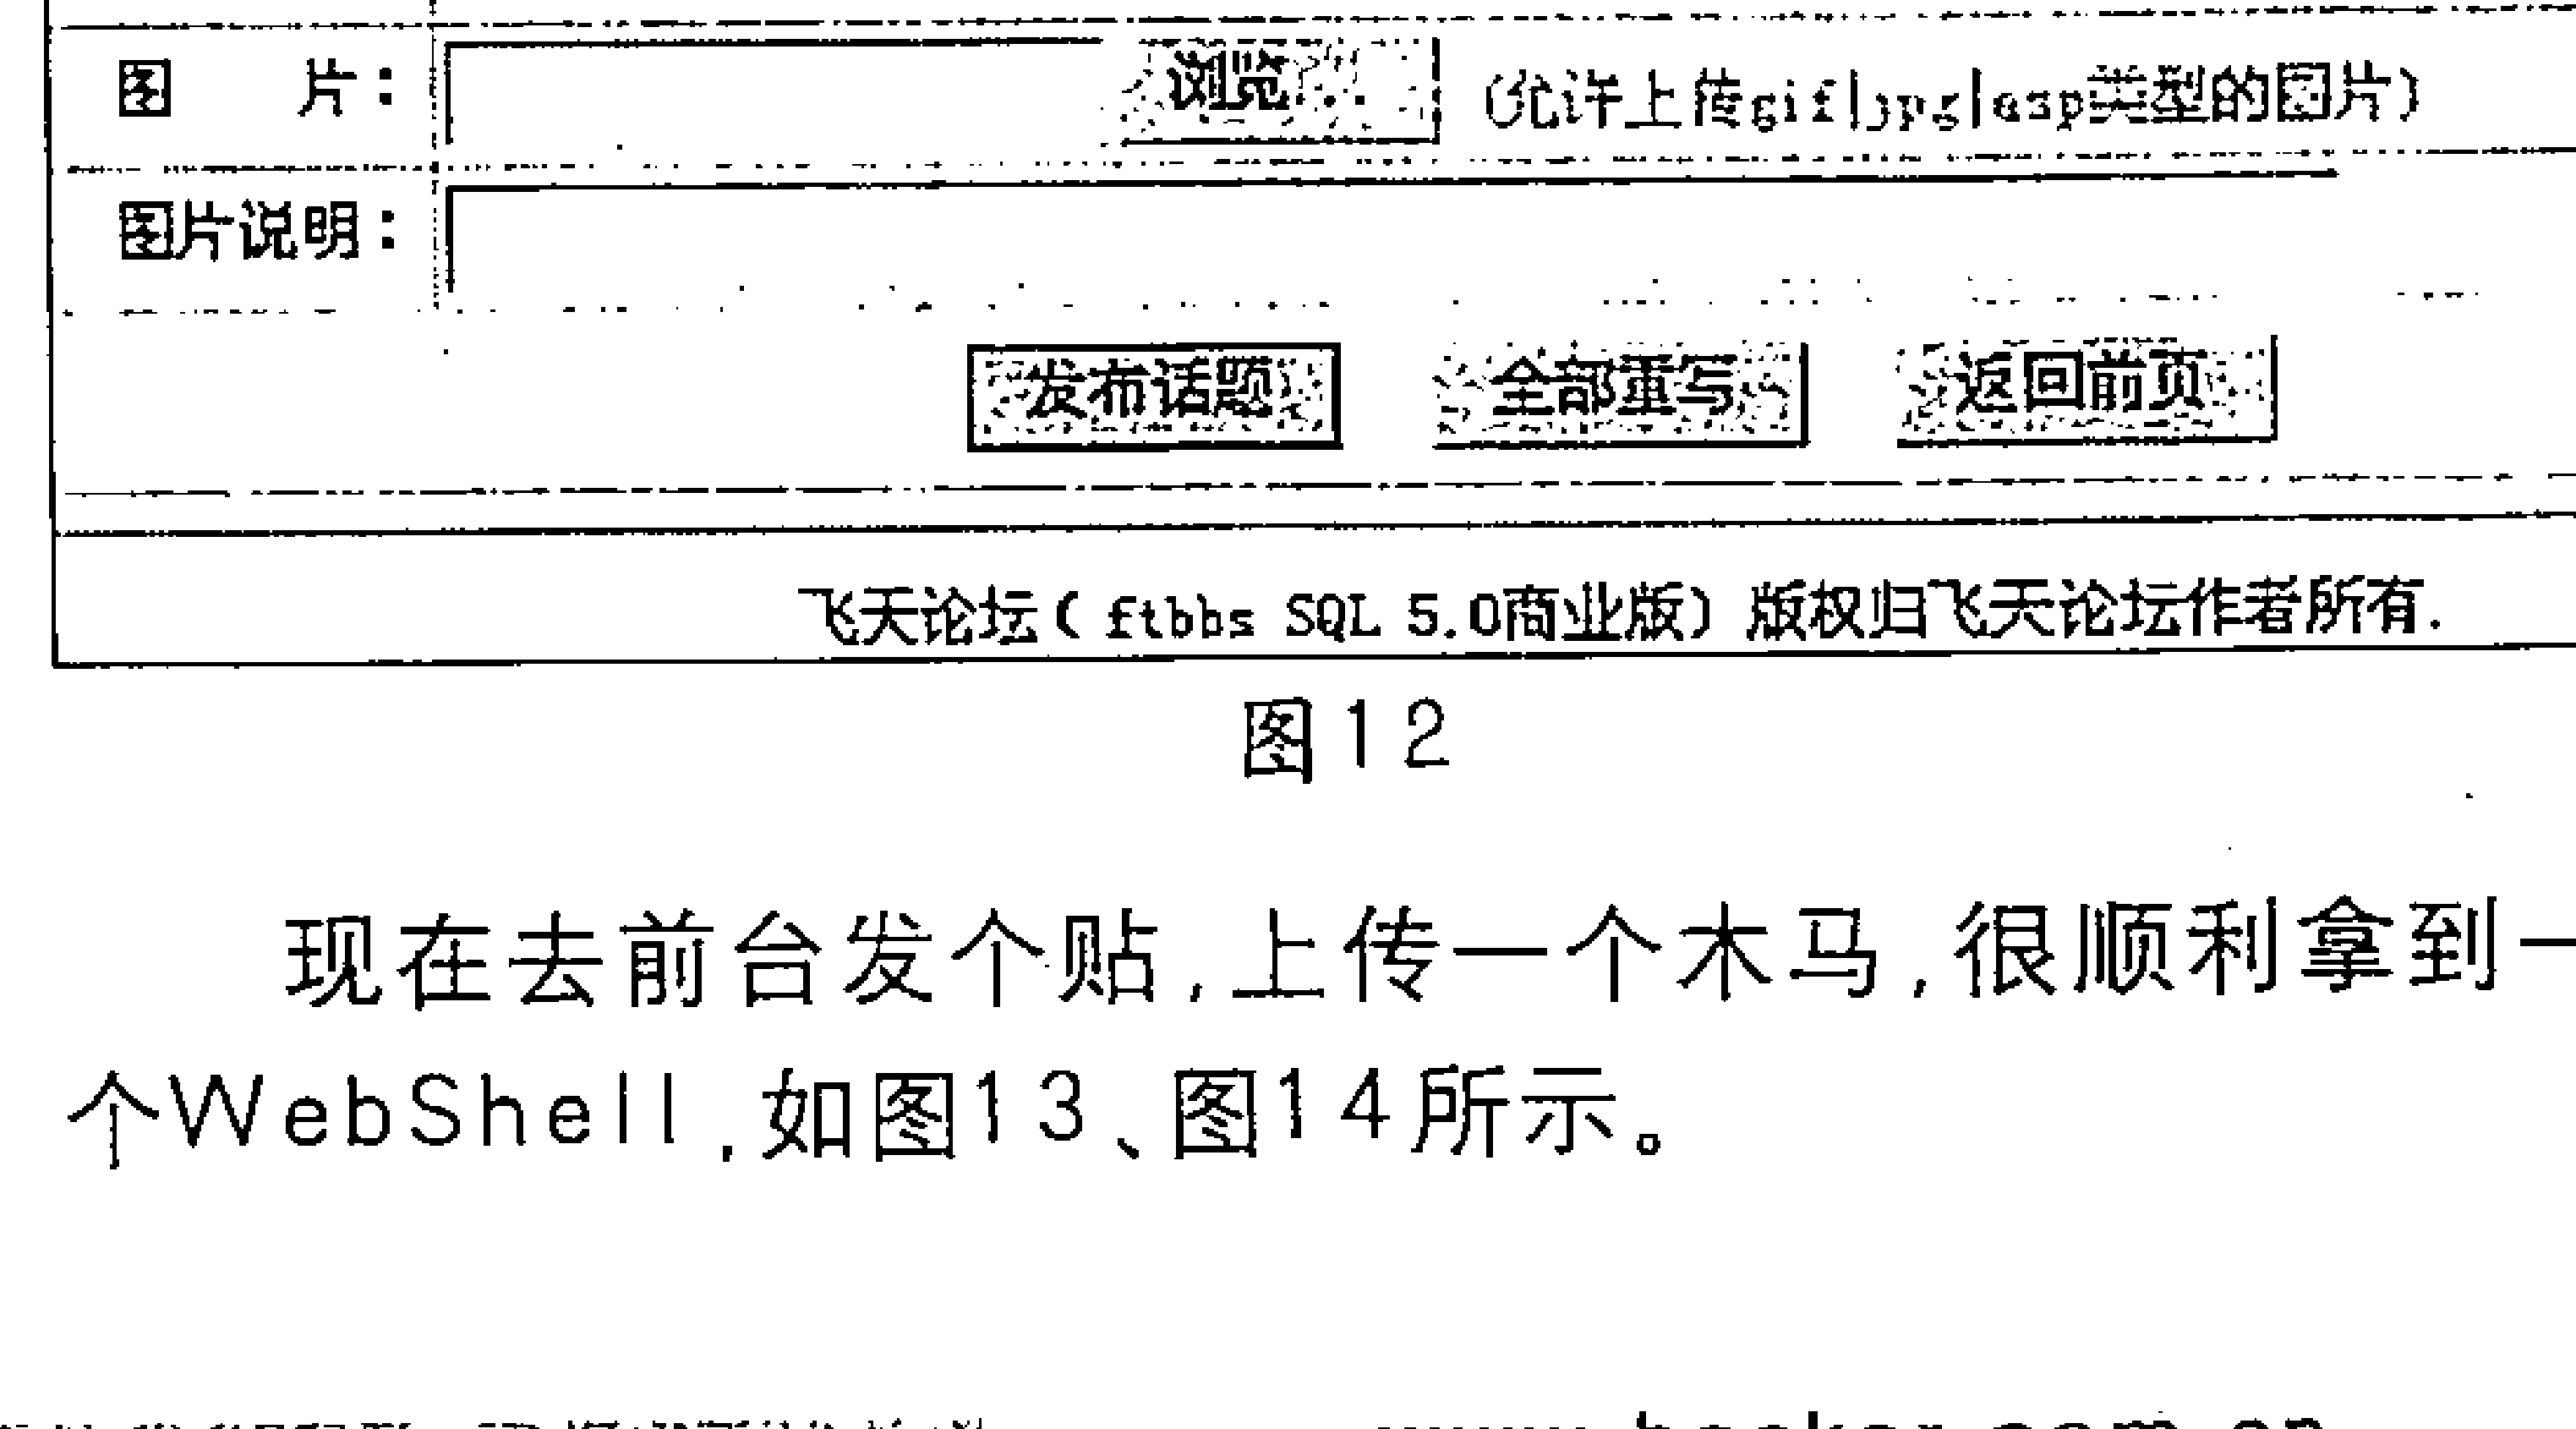 图 片：浏览... (允许上传gif|jpg|asp类型的图片)
图片说明：
发布话题 全部重写 返回前页
飞天论坛( ftbbs SQL 5.0商业版) 版权归飞天论坛作者所有.
图12
现在去前台发个贴,上传一个木马,很顺利拿到一
个WebShell,如图13、图14所示。